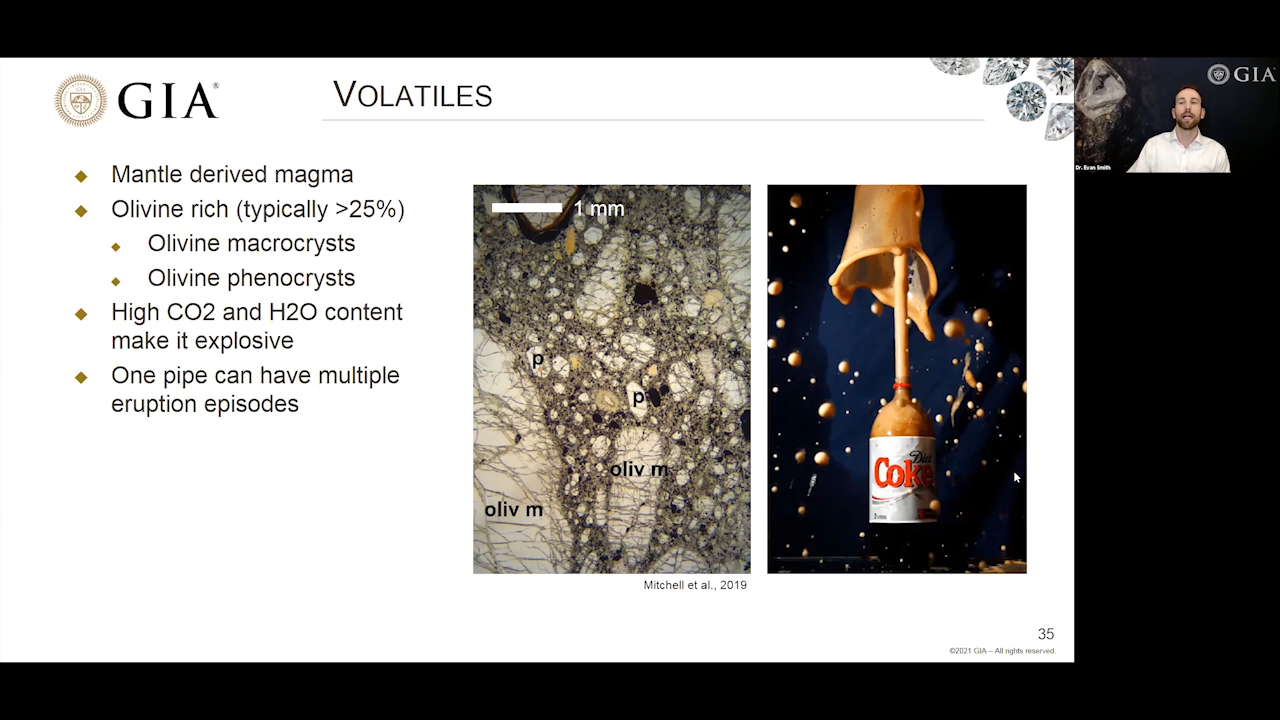 GIA®
VOLATILES
Mantle derived magma
Olivine rich (typically >25%)
Olivine macrocrysts
Olivine phenocrysts
High CO2 and H2O content
make it explosive
One pipe can have multiple
eruption episodes
1 mm
p
p
oliv m
oliv m
Mitchell et al., 2019
Diet
Coke
35
©2021 GIA – All rights reserved
GIA
Dr. Evan Smith